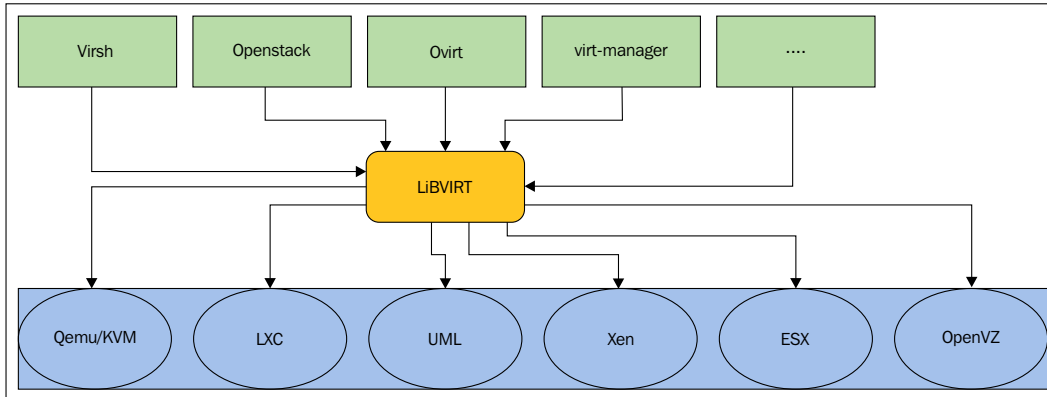 Virsh
Openstack
Ovirt
virt-manager
....
LiBVIRT
Qemu/KVM
LXC
UML
Xen
ESX
OpenVZ